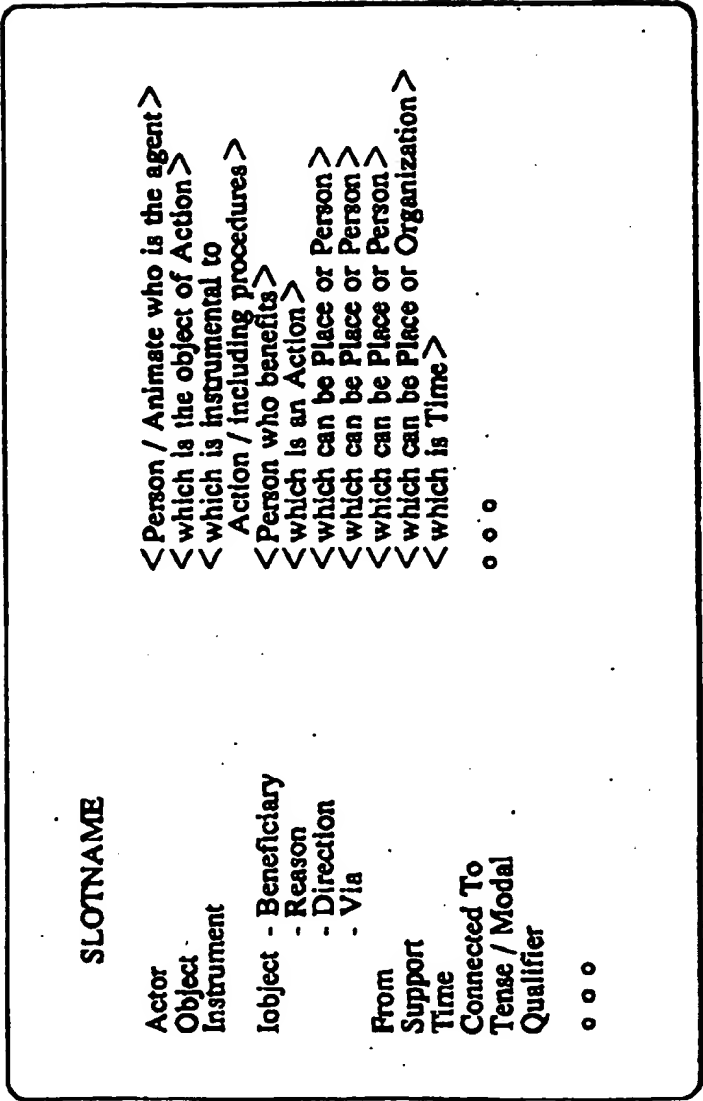 SLOTNAME
Actor <Person / Animate who is the agent>
Object <which is the object of Action>
Instrument <which is instrumental to
Action / including procedures>
Iobject - Beneficiary <Person who benefits>
- Reason <which is an Action>
- Direction <which can be Place or Person>
- Via <which can be Place or Person>
From <which can be Place or Person>
Support <which can be Place or Organization>
Time <which is Time>
Connected To
Tense / Modal o o o
Qualifier
o o o